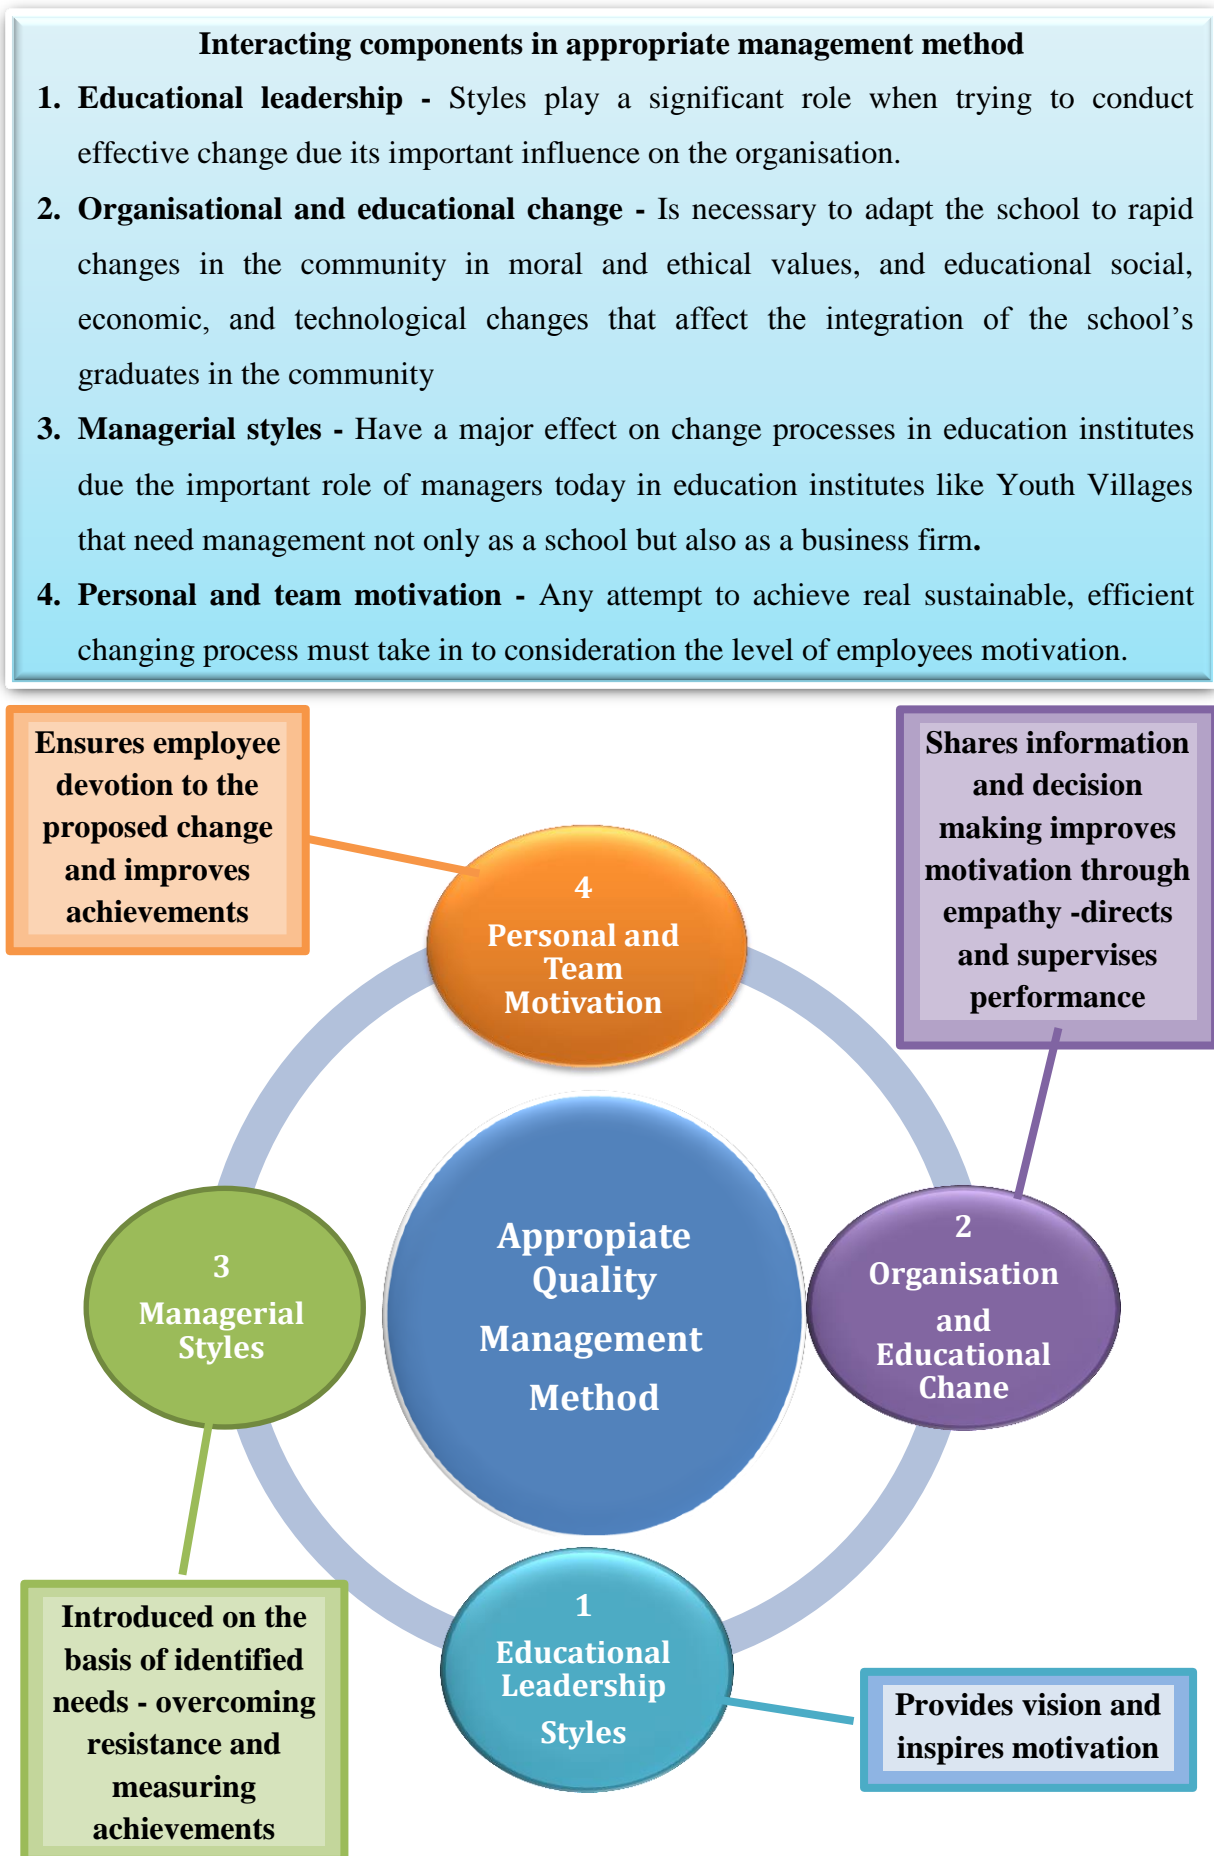 Interacting components in appropriate management method
1. Educational leadership - Styles play a significant role when trying to conduct
effective change due its important influence on the organisation.
2. Organisational and educational change - Is necessary to adapt the school to rapid
changes in the community in moral and ethical values, and educational social,
economic, and technological changes that affect the integration of the school's
graduates in the community
3. Managerial styles - Have a major effect on change processes in education institutes
due the important role of managers today in education institutes like Youth Villages
that need management not only as a school but also as a business firm.
4. Personal and team motivation - Any attempt to achieve real sustainable, efficient
changing process must take in to consideration the level of employees motivation.
Ensures employee
devotion to the
proposed change
and improves
achievements
Shares information
and decision
making improves
motivation through
empathy -directs
and supervises
performance
4
Personal and
Team
Motivation
Appropiate
Quality
Management
Method
2
Organisation
and
Educational
Chane
3
Managerial
Styles
1
Educational
Leadership
Styles
Introduced on the
basis of identified
needs - overcoming
resistance and
measuring
achievements
Provides vision and
inspires motivation